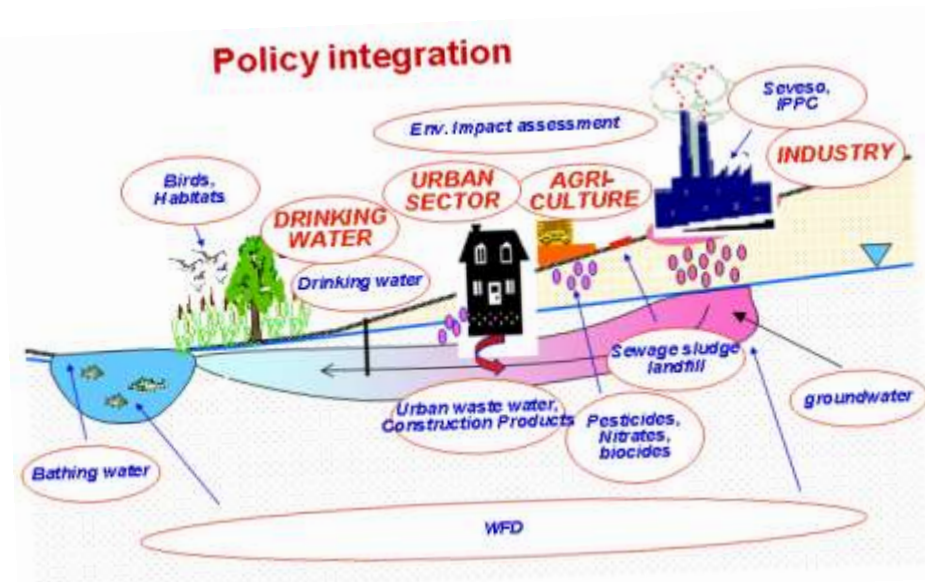 Policy integration
Seveso,
IPPC
Env. Impact assessment
INDUSTRY
Birds,
Habitats
URBAN
SECTOR
AGRI-
CULTURE
DRINKING
WATER
Drinking water
Sewage sludge
landfill
groundwater
Urban waste water,
Construction Products
Pesticides,
Nitrates,
biocides
Bathing water
WFD